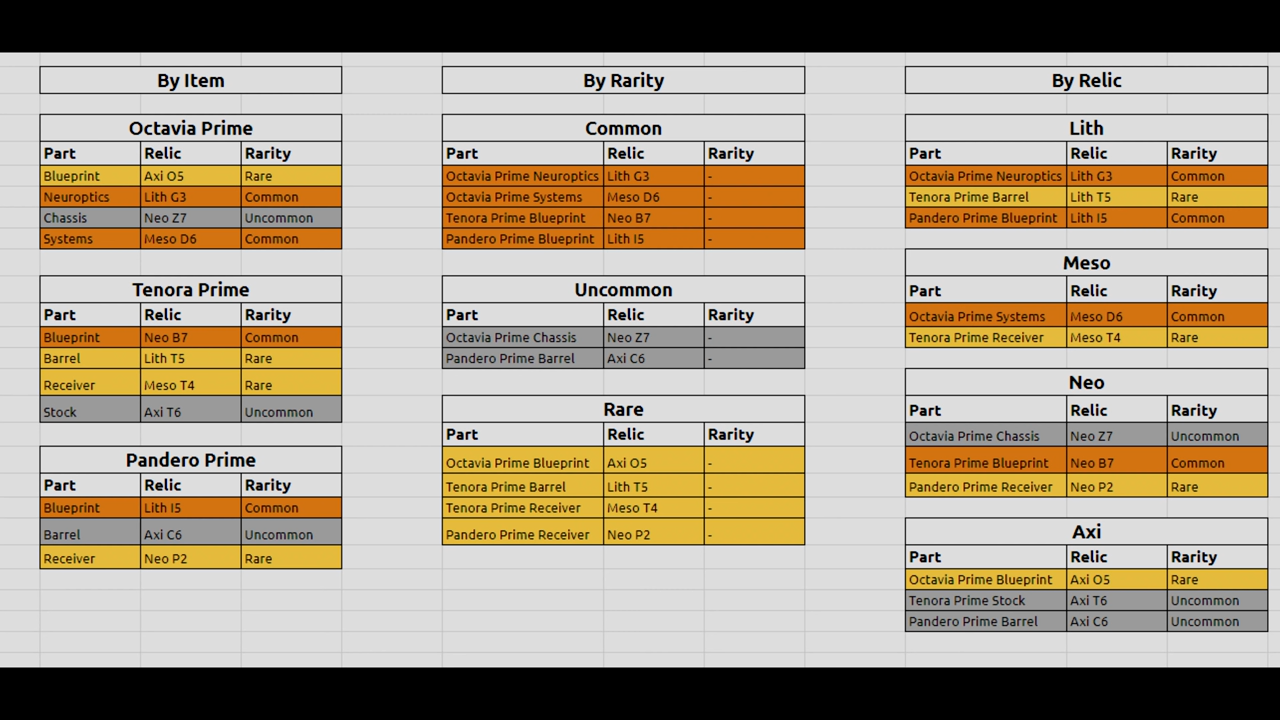 By Item
Octavia Prime
Part Relic Rarity
Blueprint Axi O5 Rare
Neuroptics Lith G3 Common
Chassis Neo Z7 Uncommon
Systems Meso D6 Common
Tenora Prime
Part Relic Rarity
Blueprint Neo B7 Common
Barrel Lith T5 Rare
Receiver Meso T4 Rare
Stock Axi T6 Uncommon
Pandero Prime
Part Relic Rarity
Blueprint Lith I5 Common
Barrel Axi C6 Uncommon
Receiver Neo P2 Rare
By Rarity
Common
Part Relic Rarity
Octavia Prime Neuroptics Lith G3 -
Octavia Prime Systems Meso D6 -
Tenora Prime Blueprint Neo B7 -
Pandero Prime Blueprint Lith I5 -
Uncommon
Part Relic Rarity
Octavia Prime Chassis Neo Z7 -
Pandero Prime Barrel Axi C6 -
Rare
Part Relic Rarity
Octavia Prime Blueprint Axi O5 -
Tenora Prime Barrel Lith T5 -
Tenora Prime Receiver Meso T4 -
Pandero Prime Receiver Neo P2 -
By Relic
Lith
Part Relic Rarity
Octavia Prime Neuroptics Lith G3 Common
Tenora Prime Barrel Lith T5 Rare
Pandero Prime Blueprint Lith I5 Common
Meso
Part Relic Rarity
Octavia Prime Systems Meso D6 Common
Tenora Prime Receiver Meso T4 Rare
Neo
Part Relic Rarity
Octavia Prime Chassis Neo Z7 Uncommon
Tenora Prime Blueprint Neo B7 Common
Pandero Prime Receiver Neo P2 Rare
Axi
Part Relic Rarity
Octavia Prime Blueprint Axi O5 Rare
Tenora Prime Stock Axi T6 Uncommon
Pandero Prime Barrel Axi C6 Uncommon